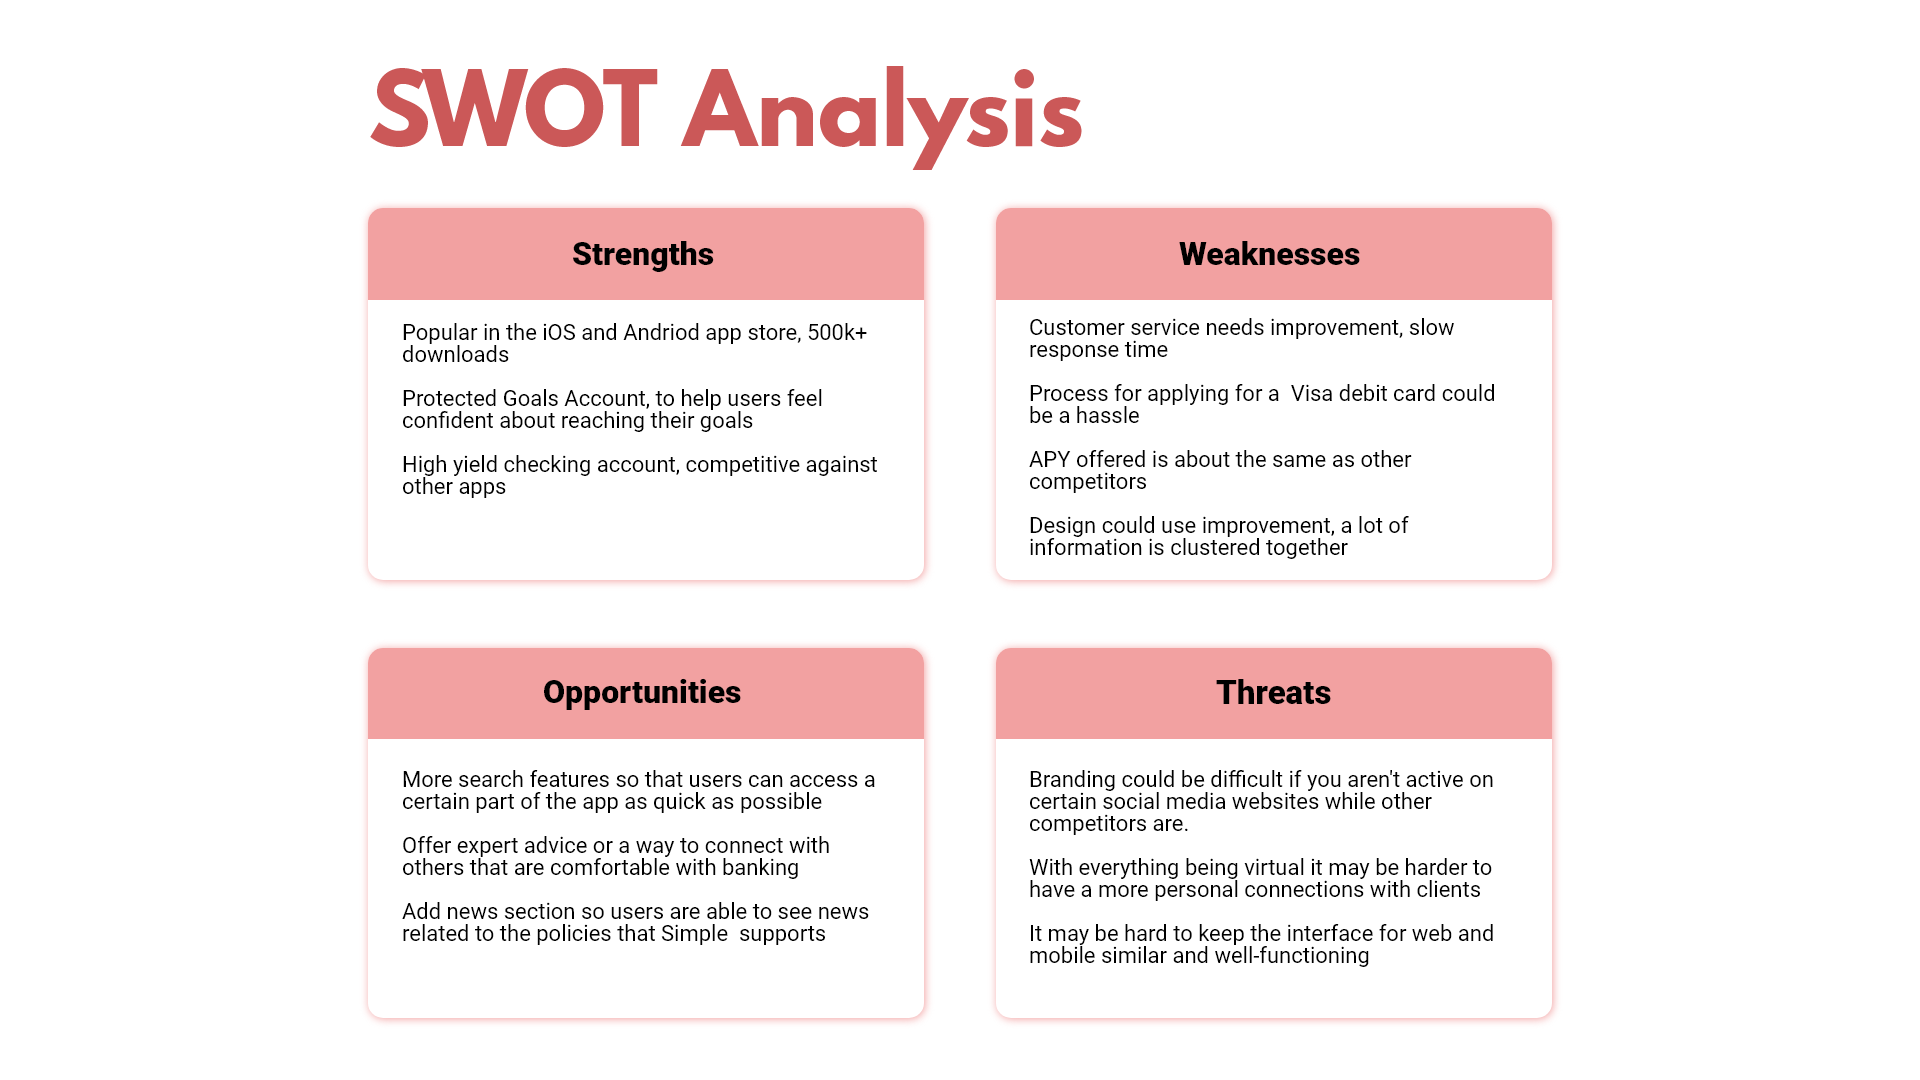 SWOT Analysis
Strengths
Popular in the iOS and Andriod app store, 500k+
downloads
Protected Goals Account, to help users feel
confident about reaching their goals
High yield checking account, competitive against
other apps
Weaknesses
Customer service needs improvement, slow
response time
Process for applying for a  Visa debit card could
be a hassle
APY offered is about the same as other
competitors
Design could use improvement, a lot of
information is clustered together
Opportunities
More search features so that users can access a
certain part of the app as quick as possible
Offer expert advice or a way to connect with
others that are comfortable with banking
Add news section so users are able to see news
related to the policies that Simple  supports
Threats
Branding could be difficult if you aren't active on
certain social media websites while other
competitors are.
With everything being virtual it may be harder to
have a more personal connections with clients
It may be hard to keep the interface for web and
mobile similar and well-functioning